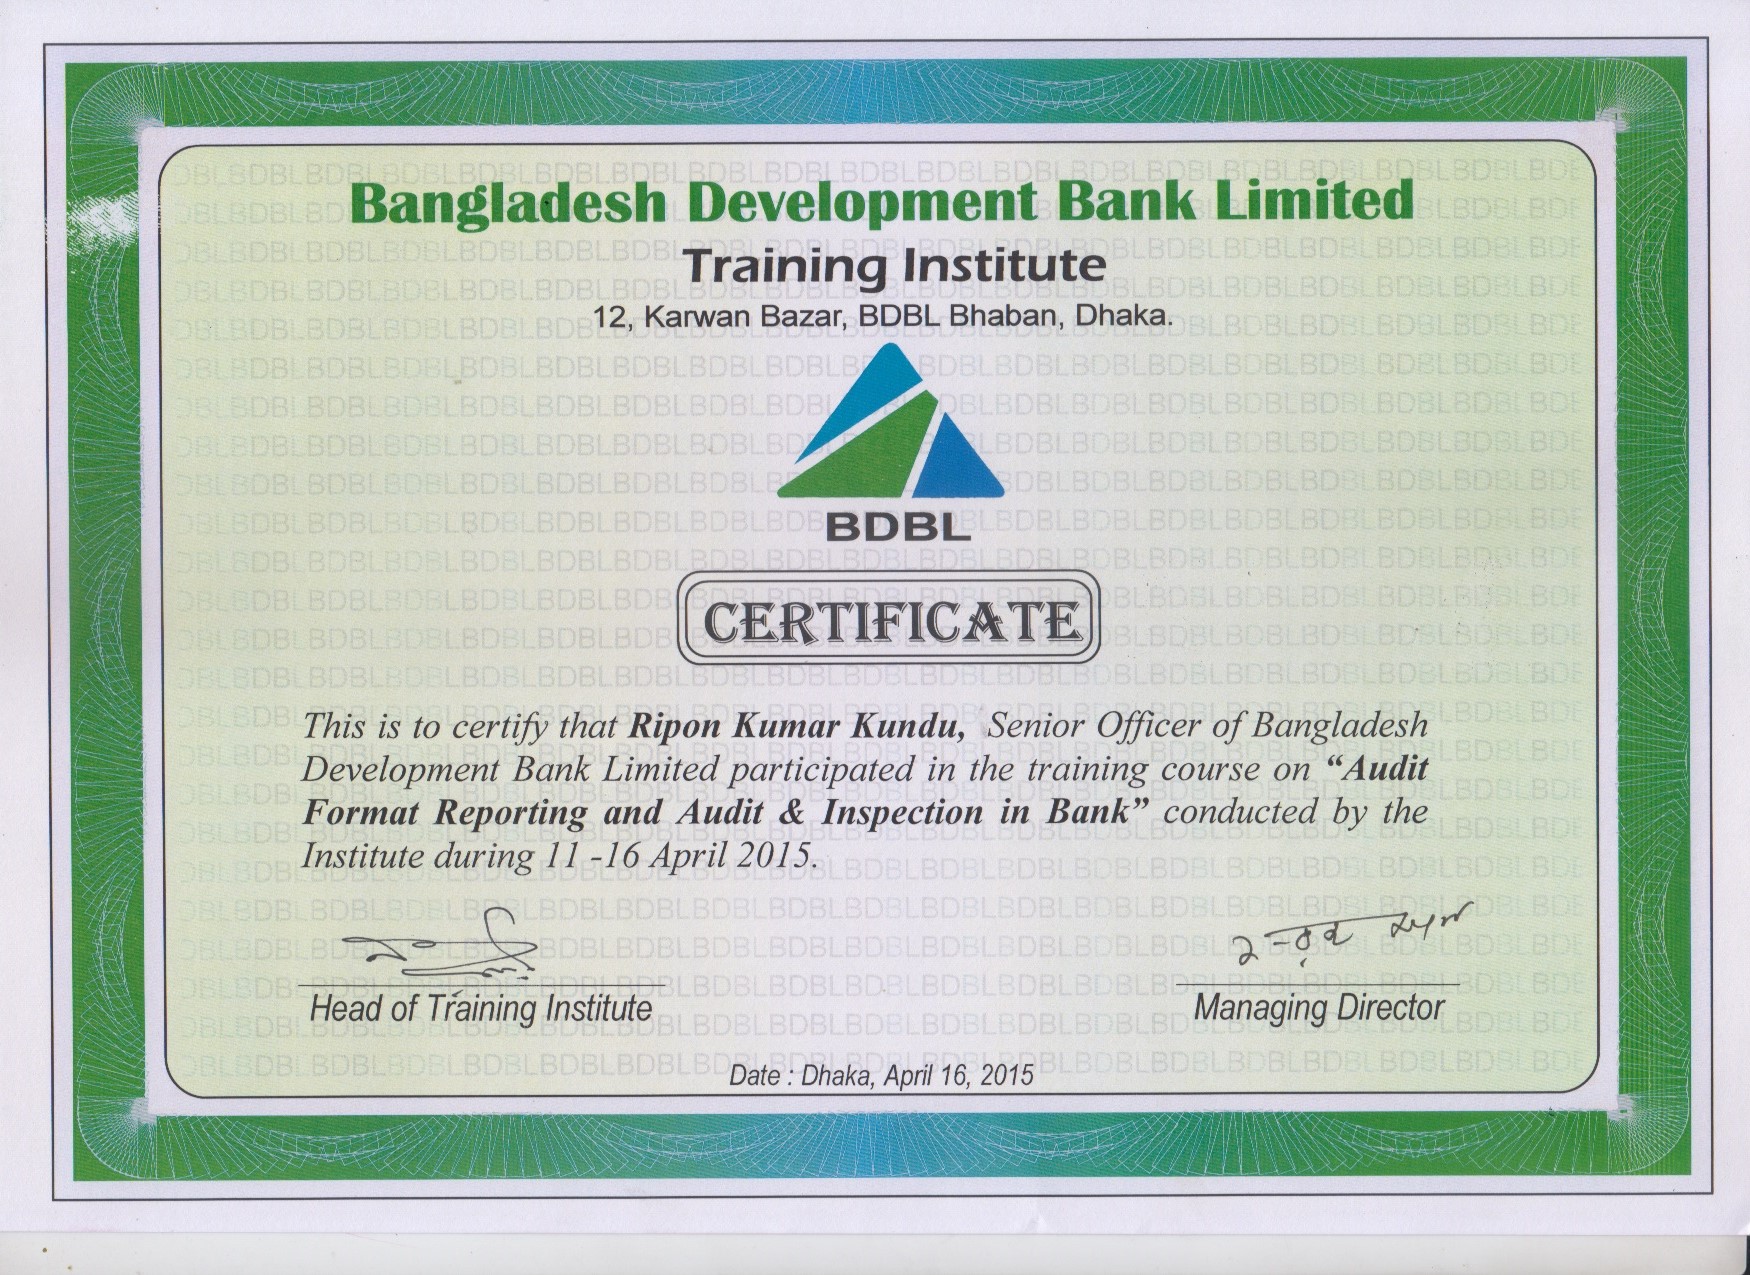 Bangladesh Development Bank Limited
Training Institute
12, Karwan Bazar, BDBL Bhaban, Dhaka.
BDBL
CERTIFICATE
This is to certify that Ripon Kumar Kundu, Senior Officer of Bangladesh
Development Bank Limited participated in the training course on “Audit
Format Reporting and Audit & Inspection in Bank” conducted by the
Institute during 11 -16 April 2015.
Head of Training Institute
Managing Director
Date : Dhaka, April 16, 2015